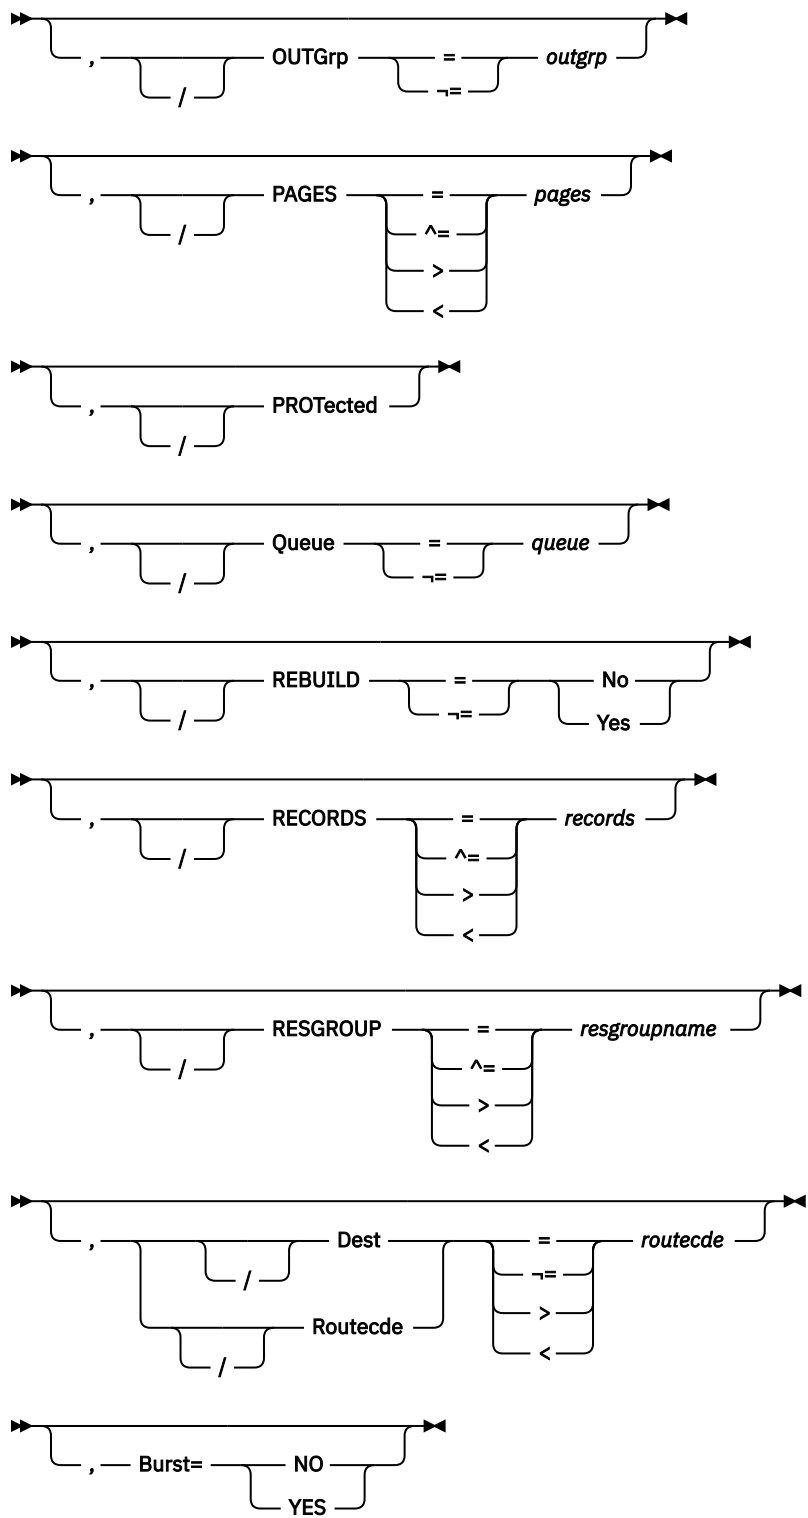 , OUTGrp = outgrp
/ ¬=
, PAGES = pages
/ ^=
>
<
, PROTected
/
, Queue = queue
/ ¬=
, REBUILD = No
/ ¬= Yes
, RECORDS = records
/ ^=
>
<
, RESGROUP = resgroupname
/ ^=
>
<
, Dest = routecde
/ ¬=
Routecde >
/ <
, Burst= NO
YES